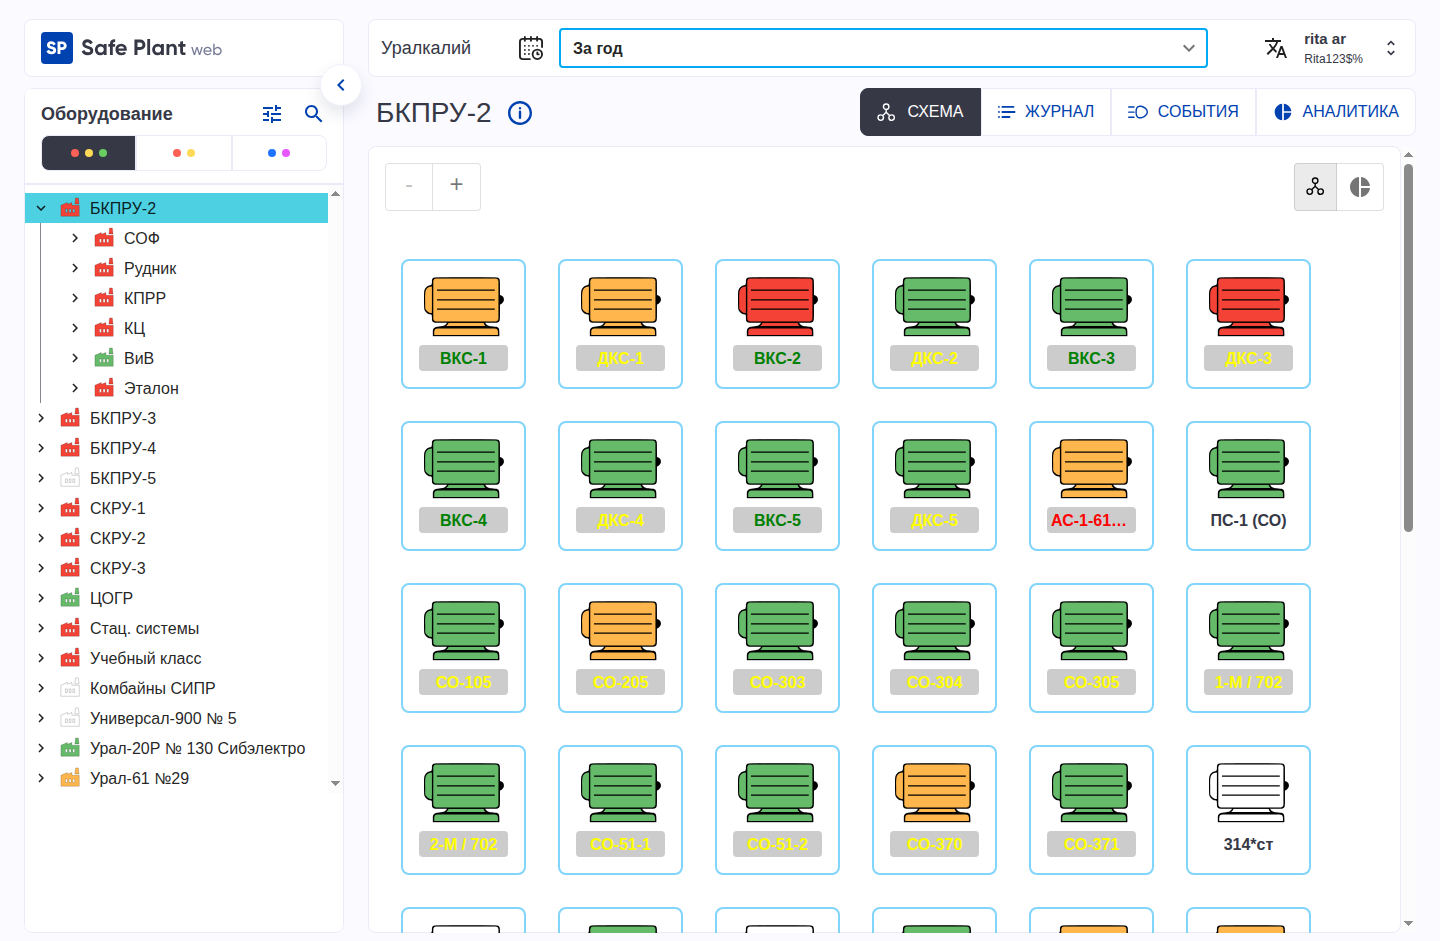 SP Safe Plant web
Уралкалий
За год
rita ar
Rita123$%
Оборудование
БКПРУ-2
СОФ
Рудник
КПРР
КЦ
ВиВ
Эталон
БКПРУ-3
БКПРУ-4
БКПРУ-5
СКРУ-1
СКРУ-2
СКРУ-3
ЦОГР
Стац. системы
Учебный класс
Комбайны СИПР
Универсал-900 № 5
Урал-20Р № 130 Сибэлектро
Урал-61 №29
БКПРУ-2
СХЕМА
ЖУРНАЛ
СОБЫТИЯ
АНАЛИТИКА
- +
ВКС-1 ДКС-1 ВКС-2 ДКС-2 ВКС-3 ДКС-3
ВКС-4 ДКС-4 ВКС-5 ДКС-5 АС-1-61... ПС-1 (СО)
СО-105 СО-205 СО-303 СО-304 СО-305 1-М / 702
2-М / 702 СО-51-1 СО-51-2 СО-370 СО-371 314*ст